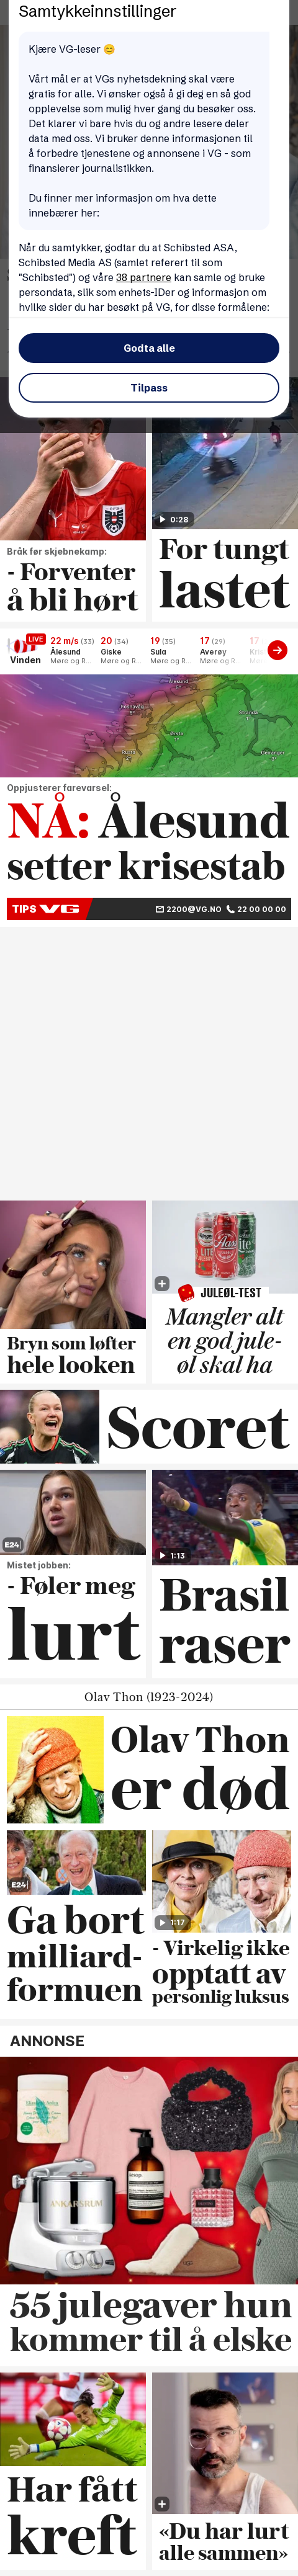 Samtykkeinnstillinger
Kjære VG-leser 😊
Vårt mål er at VGs nyhetsdekning skal være
gratis for alle. Vi ønsker også å gi deg en så god
opplevelse som mulig hver gang du besøker oss.
Det klarer vi bare hvis du og andre lesere deler
data med oss. Vi bruker denne informasjonen til
å forbedre tjenestene og annonsene i VG - som
finansierer journalistikken.
Du finner mer informasjon om hva dette
innebærer her:
Når du samtykker, godtar du at Schibsted ASA,
Schibsted Media AS (samlet referert til som
"Schibsted") og våre 38 partnere kan samle og bruke
persondata, slik som enhets-IDer og informasjon om
hvilke sider du har besøkt på VG, for disse formålene:
Godta alle
Tilpass
0:28
Bråk før skjebnekamp:
- Forventer
å bli hørt
For tungt
lastet
LIVE
Vinden
22 m/s (33)
Ålesund
Møre og R...
20 (34)
Giske
Møre og R...
19 (35)
Sula
Møre og R...
17 (29)
Averøy
Møre og R...
17
Oppjusterer farevarsel:
NÅ: Ålesund
setter krisestab
TIPS VG
2200@VG.NO
22 00 00 00
Bryn som løfter
hele looken
JULEØL-TEST
Mangler alt
en god jule-
øl skal ha
Scoret
E24
Mistet jobben:
- Føler meg
lurt
1:13
Brasil
raser
Olav Thon (1923-2024)
Olav Thon
er død
E24
Ga bort
milliard-
formuen
1:17
- Virkelig ikke
opptatt av
personlig luksus
ANNONSE
ANKARSRUM
55 julegaver hun
kommer til å elske
Har fått
kreft
«Du har lurt
alle sammen»